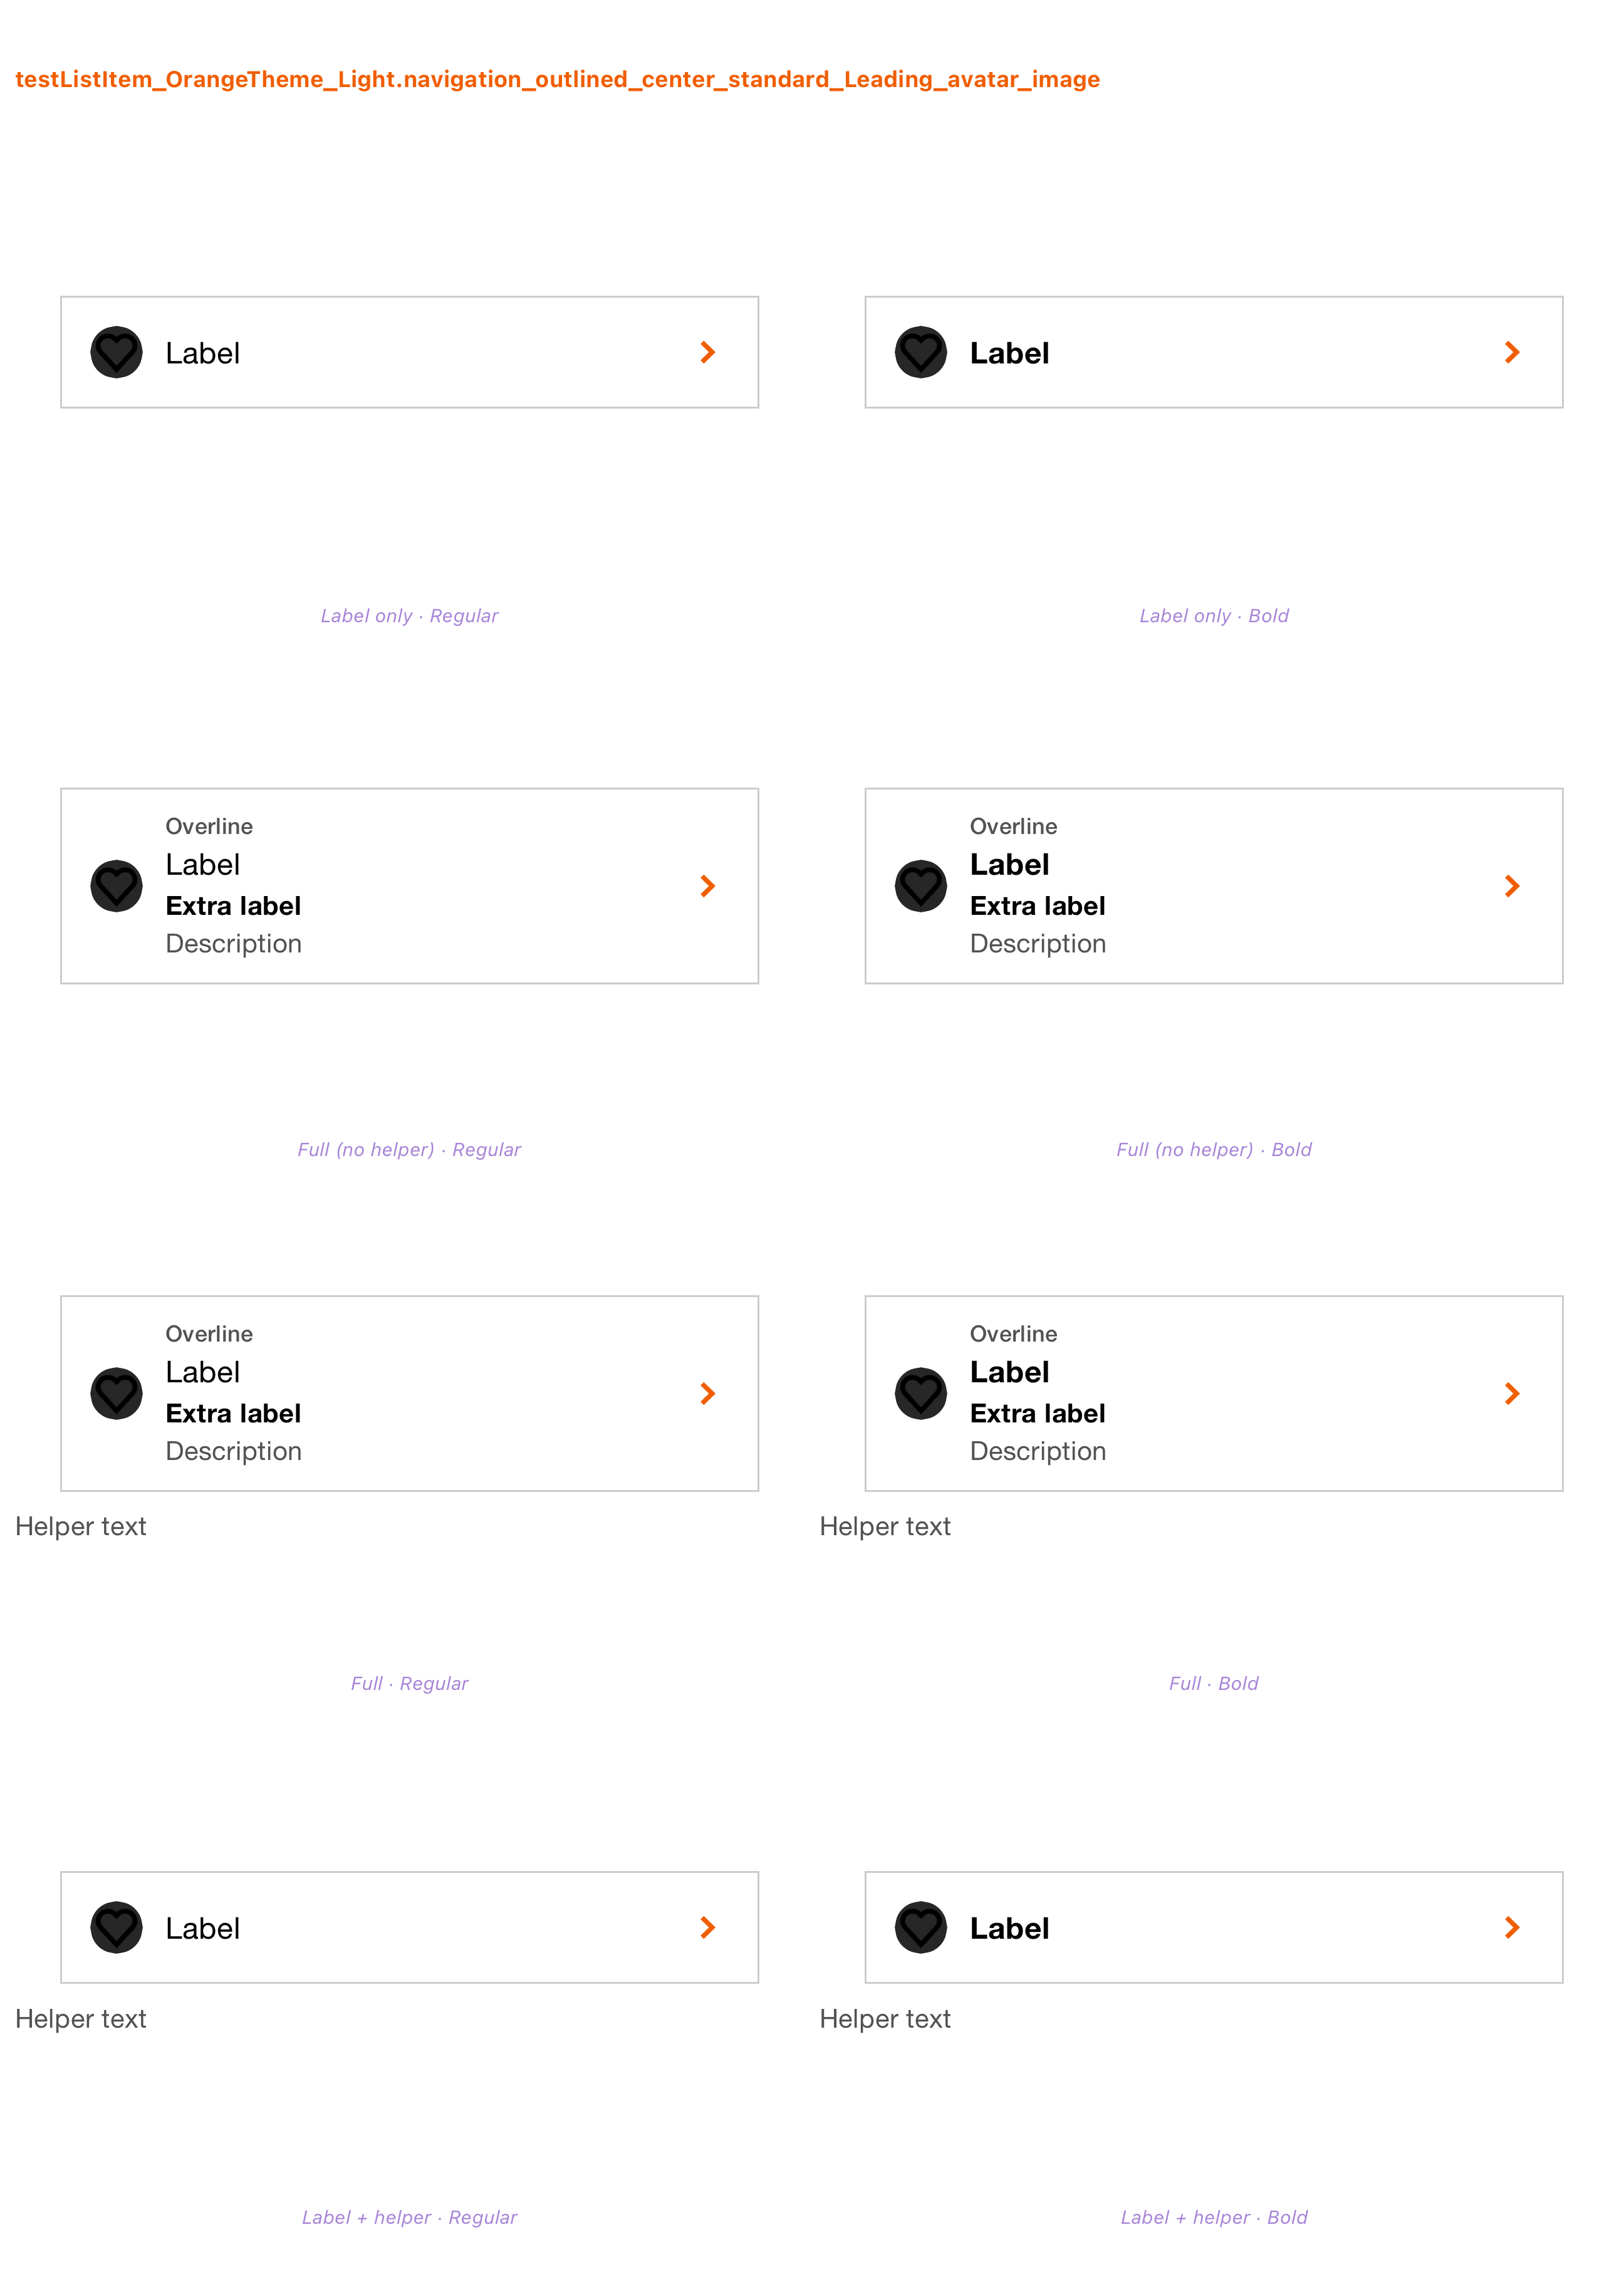 testListItem_OrangeTheme_Light.navigation_outlined_center_standard_Leading_avatar_image
Label
Label
Label only · Regular
Label only · Bold
Overline
Label
Extra label
Description
Overline
Label
Extra label
Description
Full (no helper) · Regular
Full (no helper) · Bold
Overline
Label
Extra label
Description
Helper text
Overline
Label
Extra label
Description
Helper text
Full · Regular
Full · Bold
Label
Helper text
Label
Helper text
Label + helper · Regular
Label + helper · Bold